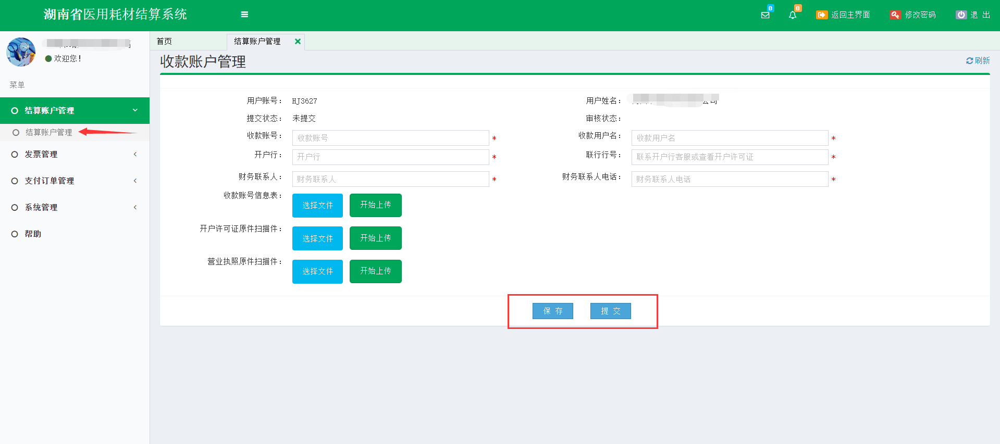 湖南省医用耗材结算系统
0
0
返回主界面
修改密码
退 出
欢迎您!
菜单
结算账户管理
结算账户管理
发票管理
支付订单管理
系统管理
帮助
首页
结算账户管理
收款账户管理
刷新
用户账号： HJ3627
用户姓名： 公司
提交状态： 未提交
审核状态：
收款账号： 收款账号 *
收款用户名： 收款用户名 *
开户行： 开户行 *
联行行号： 联系开户行客服或查看开户许可证 *
财务联系人： 财务联系人 *
财务联系人电话： 财务联系人电话 *
收款账号信息表： 选择文件 开始上传
开户许可证原件扫描件： 选择文件 开始上传
营业执照原件扫描件： 选择文件 开始上传
保 存
提 交